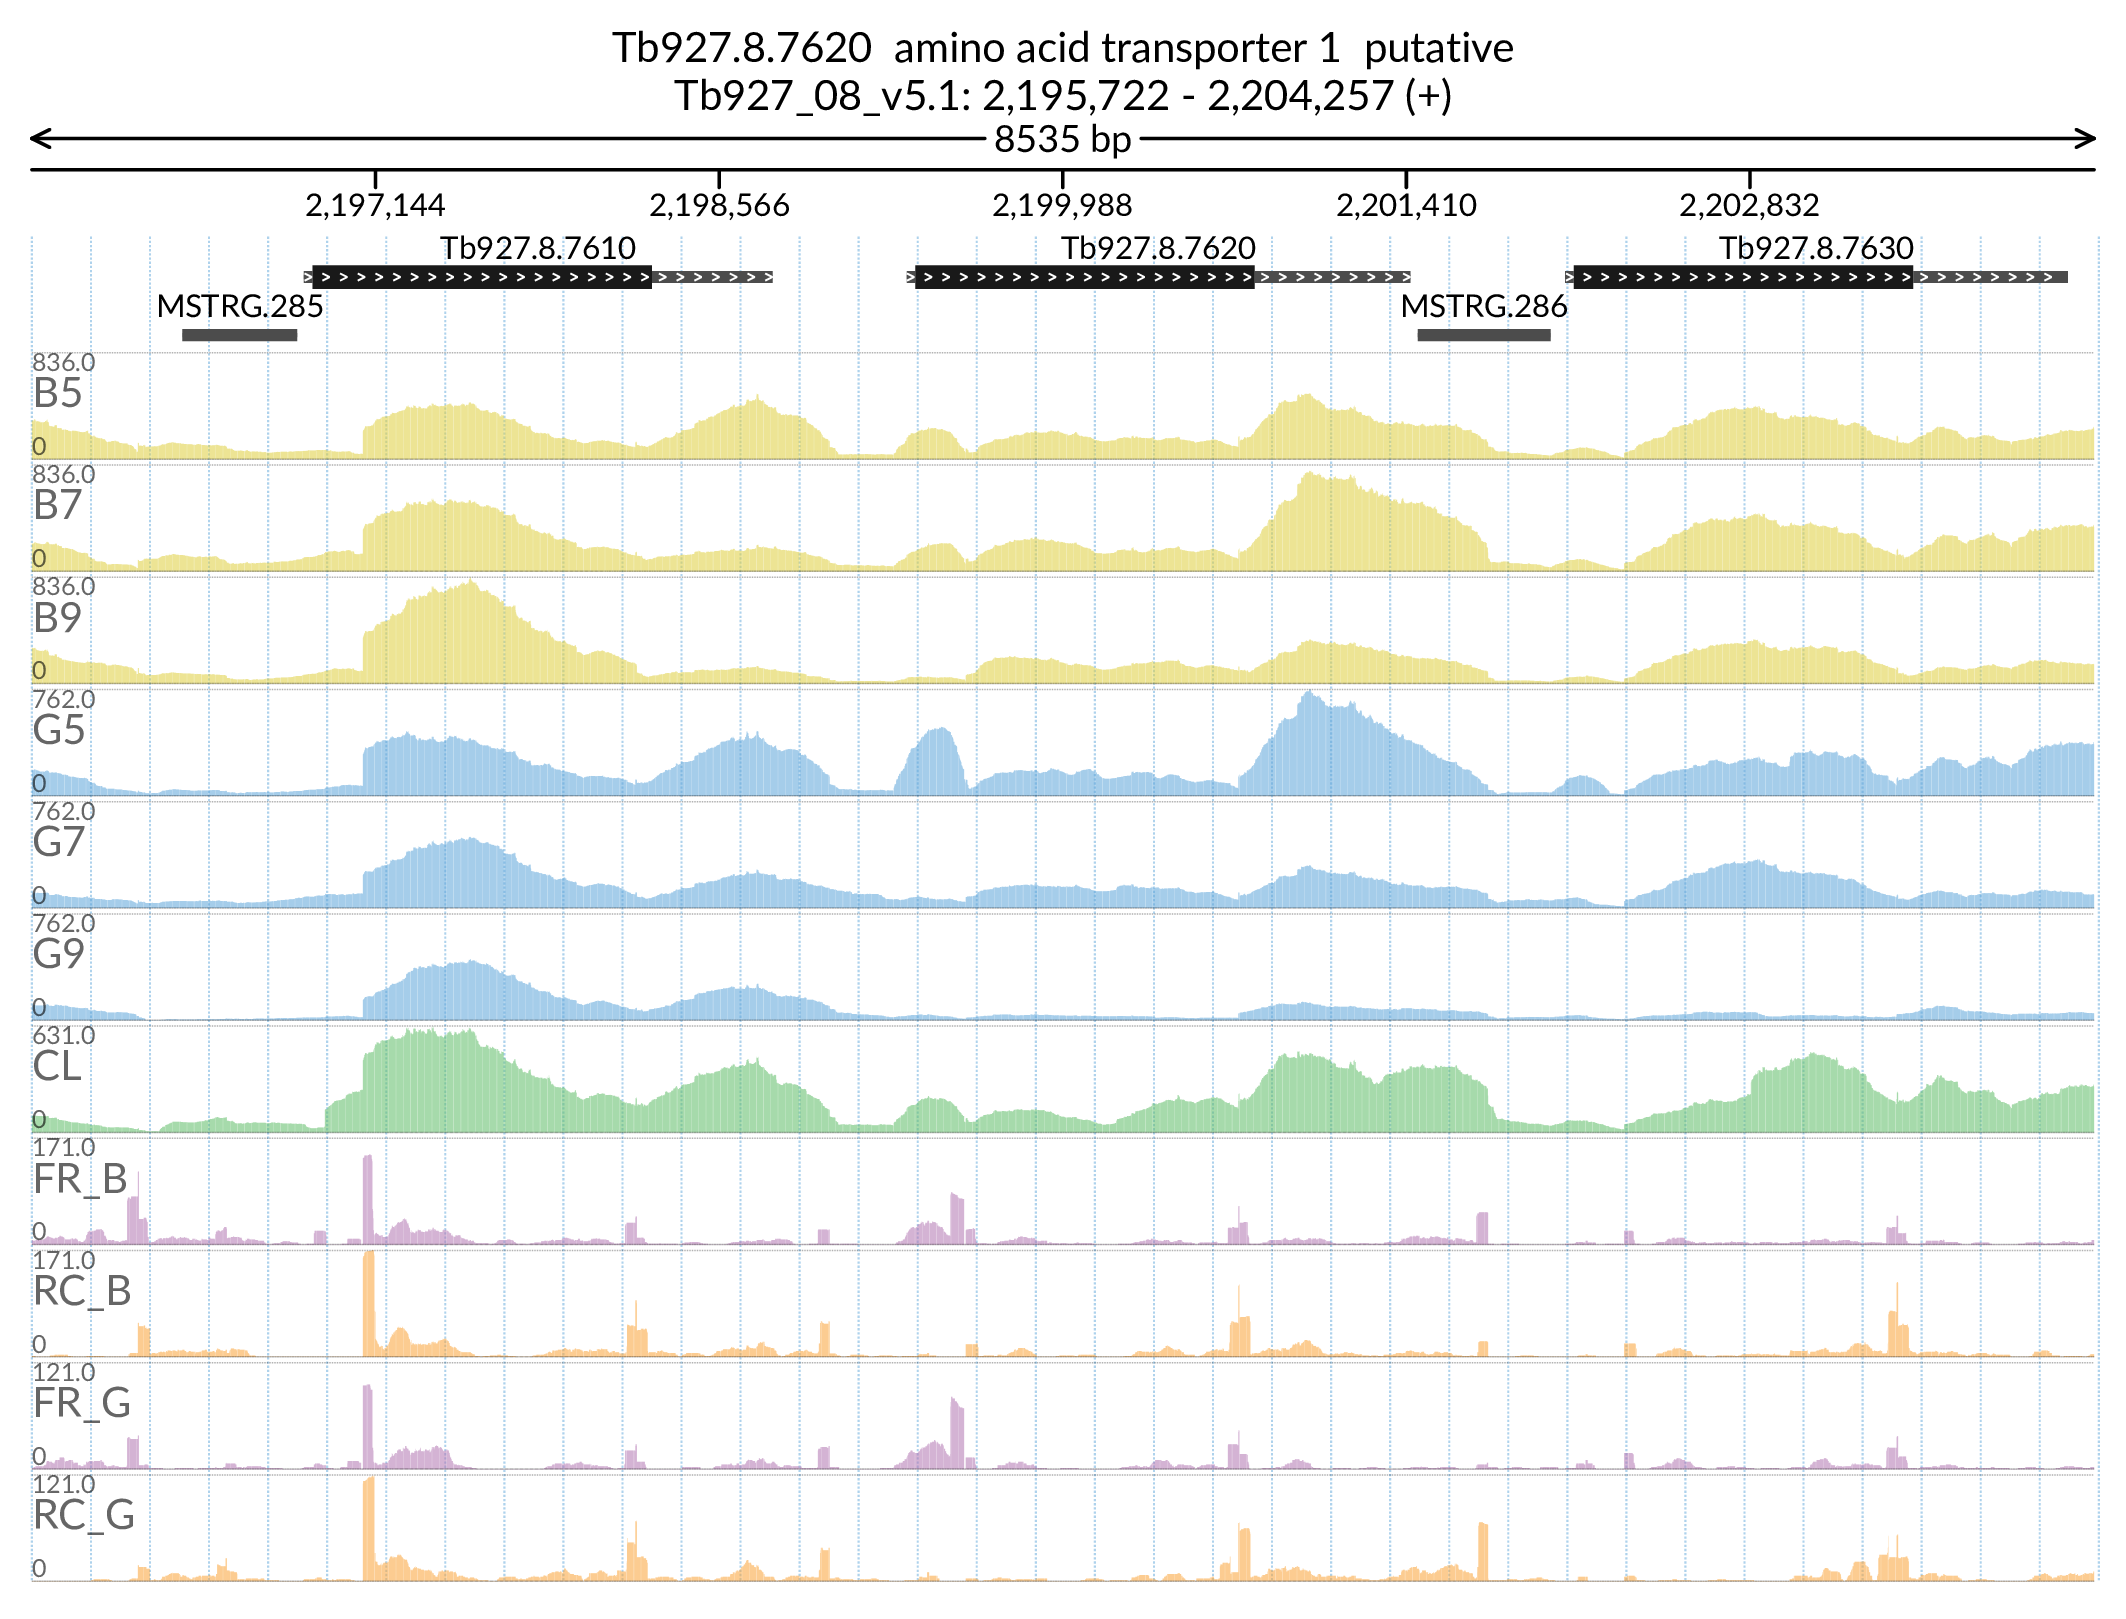 Tb927.8.7620  amino acid transporter 1  putative
Tb927_08_v5.1: 2,195,722 - 2,204,257 (+)
8535 bp
2,197,144 2,198,566 2,199,988 2,201,410 2,202,832
Tb927.8.7610 Tb927.8.7620 Tb927.8.7630
MSTRG.285 MSTRG.286
836.0
B5
0
836.0
B7
0
836.0
B9
0
762.0
G5
0
762.0
G7
0
762.0
G9
0
631.0
CL
0
171.0
FR_B
0
171.0
RC_B
0
121.0
FR_G
0
121.0
RC_G
0